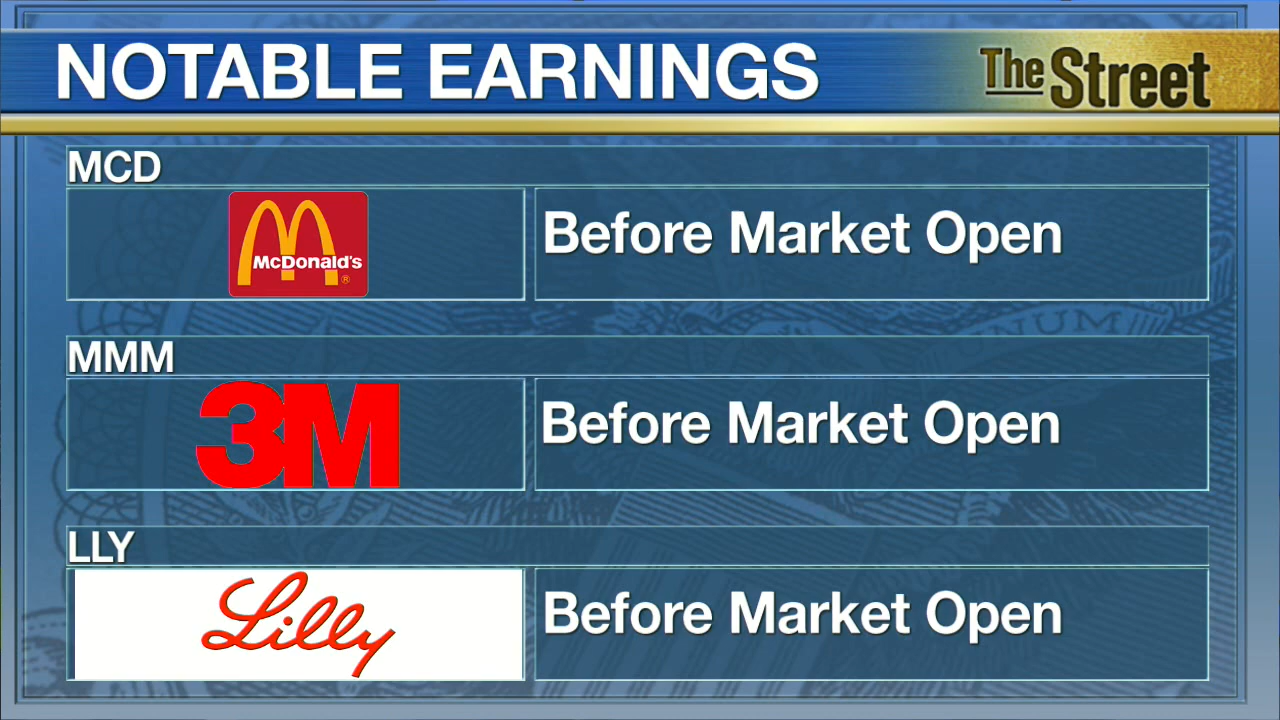 NOTABLE EARNINGS
The Street
MCD
McDonald's ®
Before Market Open
MMM
3M
Before Market Open
LLY
Lilly
Before Market Open
NUM